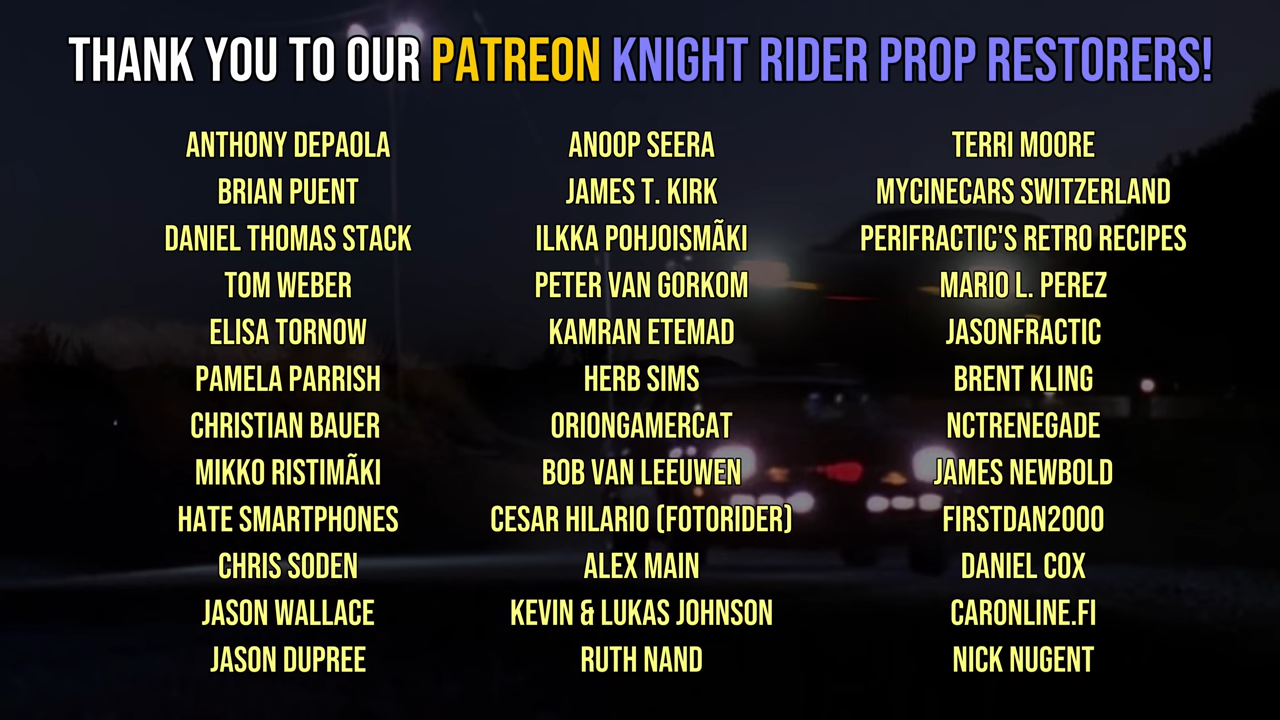 THANK YOU TO OUR PATREON KNIGHT RIDER PROP RESTORERS!
ANTHONY DEPAOLA
BRIAN PUENT
DANIEL THOMAS STACK
TOM WEBER
ELISA TORNOW
PAMELA PARRISH
CHRISTIAN BAUER
MIKKO RISTIMÃKI
HATE SMARTPHONES
CHRIS SODEN
JASON WALLACE
JASON DUPREE
ANOOP SEERA
JAMES T. KIRK
ILKKA POHJOISMÃKI
PETER VAN GORKOM
KAMRAN ETEMAD
HERB SIMS
ORIONGAMERCAT
BOB VAN LEEUWEN
CESAR HILARIO (FOTORIDER)
ALEX MAIN
KEVIN & LUKAS JOHNSON
RUTH NAND
TERRI MOORE
MYCINECARS SWITZERLAND
PERIFRACTIC'S RETRO RECIPES
MARIO L. PEREZ
JASONFRACTIC
BRENT KLING
NCTRENEGADE
JAMES NEWBOLD
FIRSTDAN2000
DANIEL COX
CARONLINE.FI
NICK NUGENT